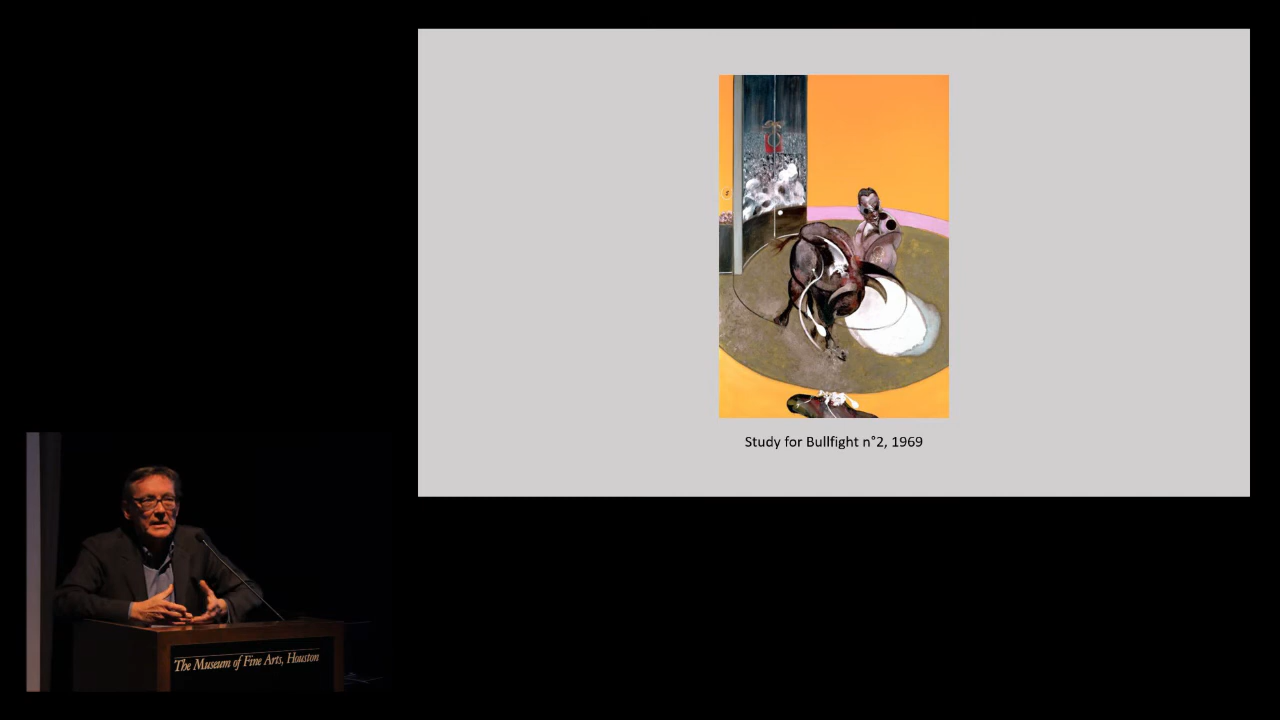 Study for Bullfight n°2, 1969
The Museum of Fine Arts, Houston